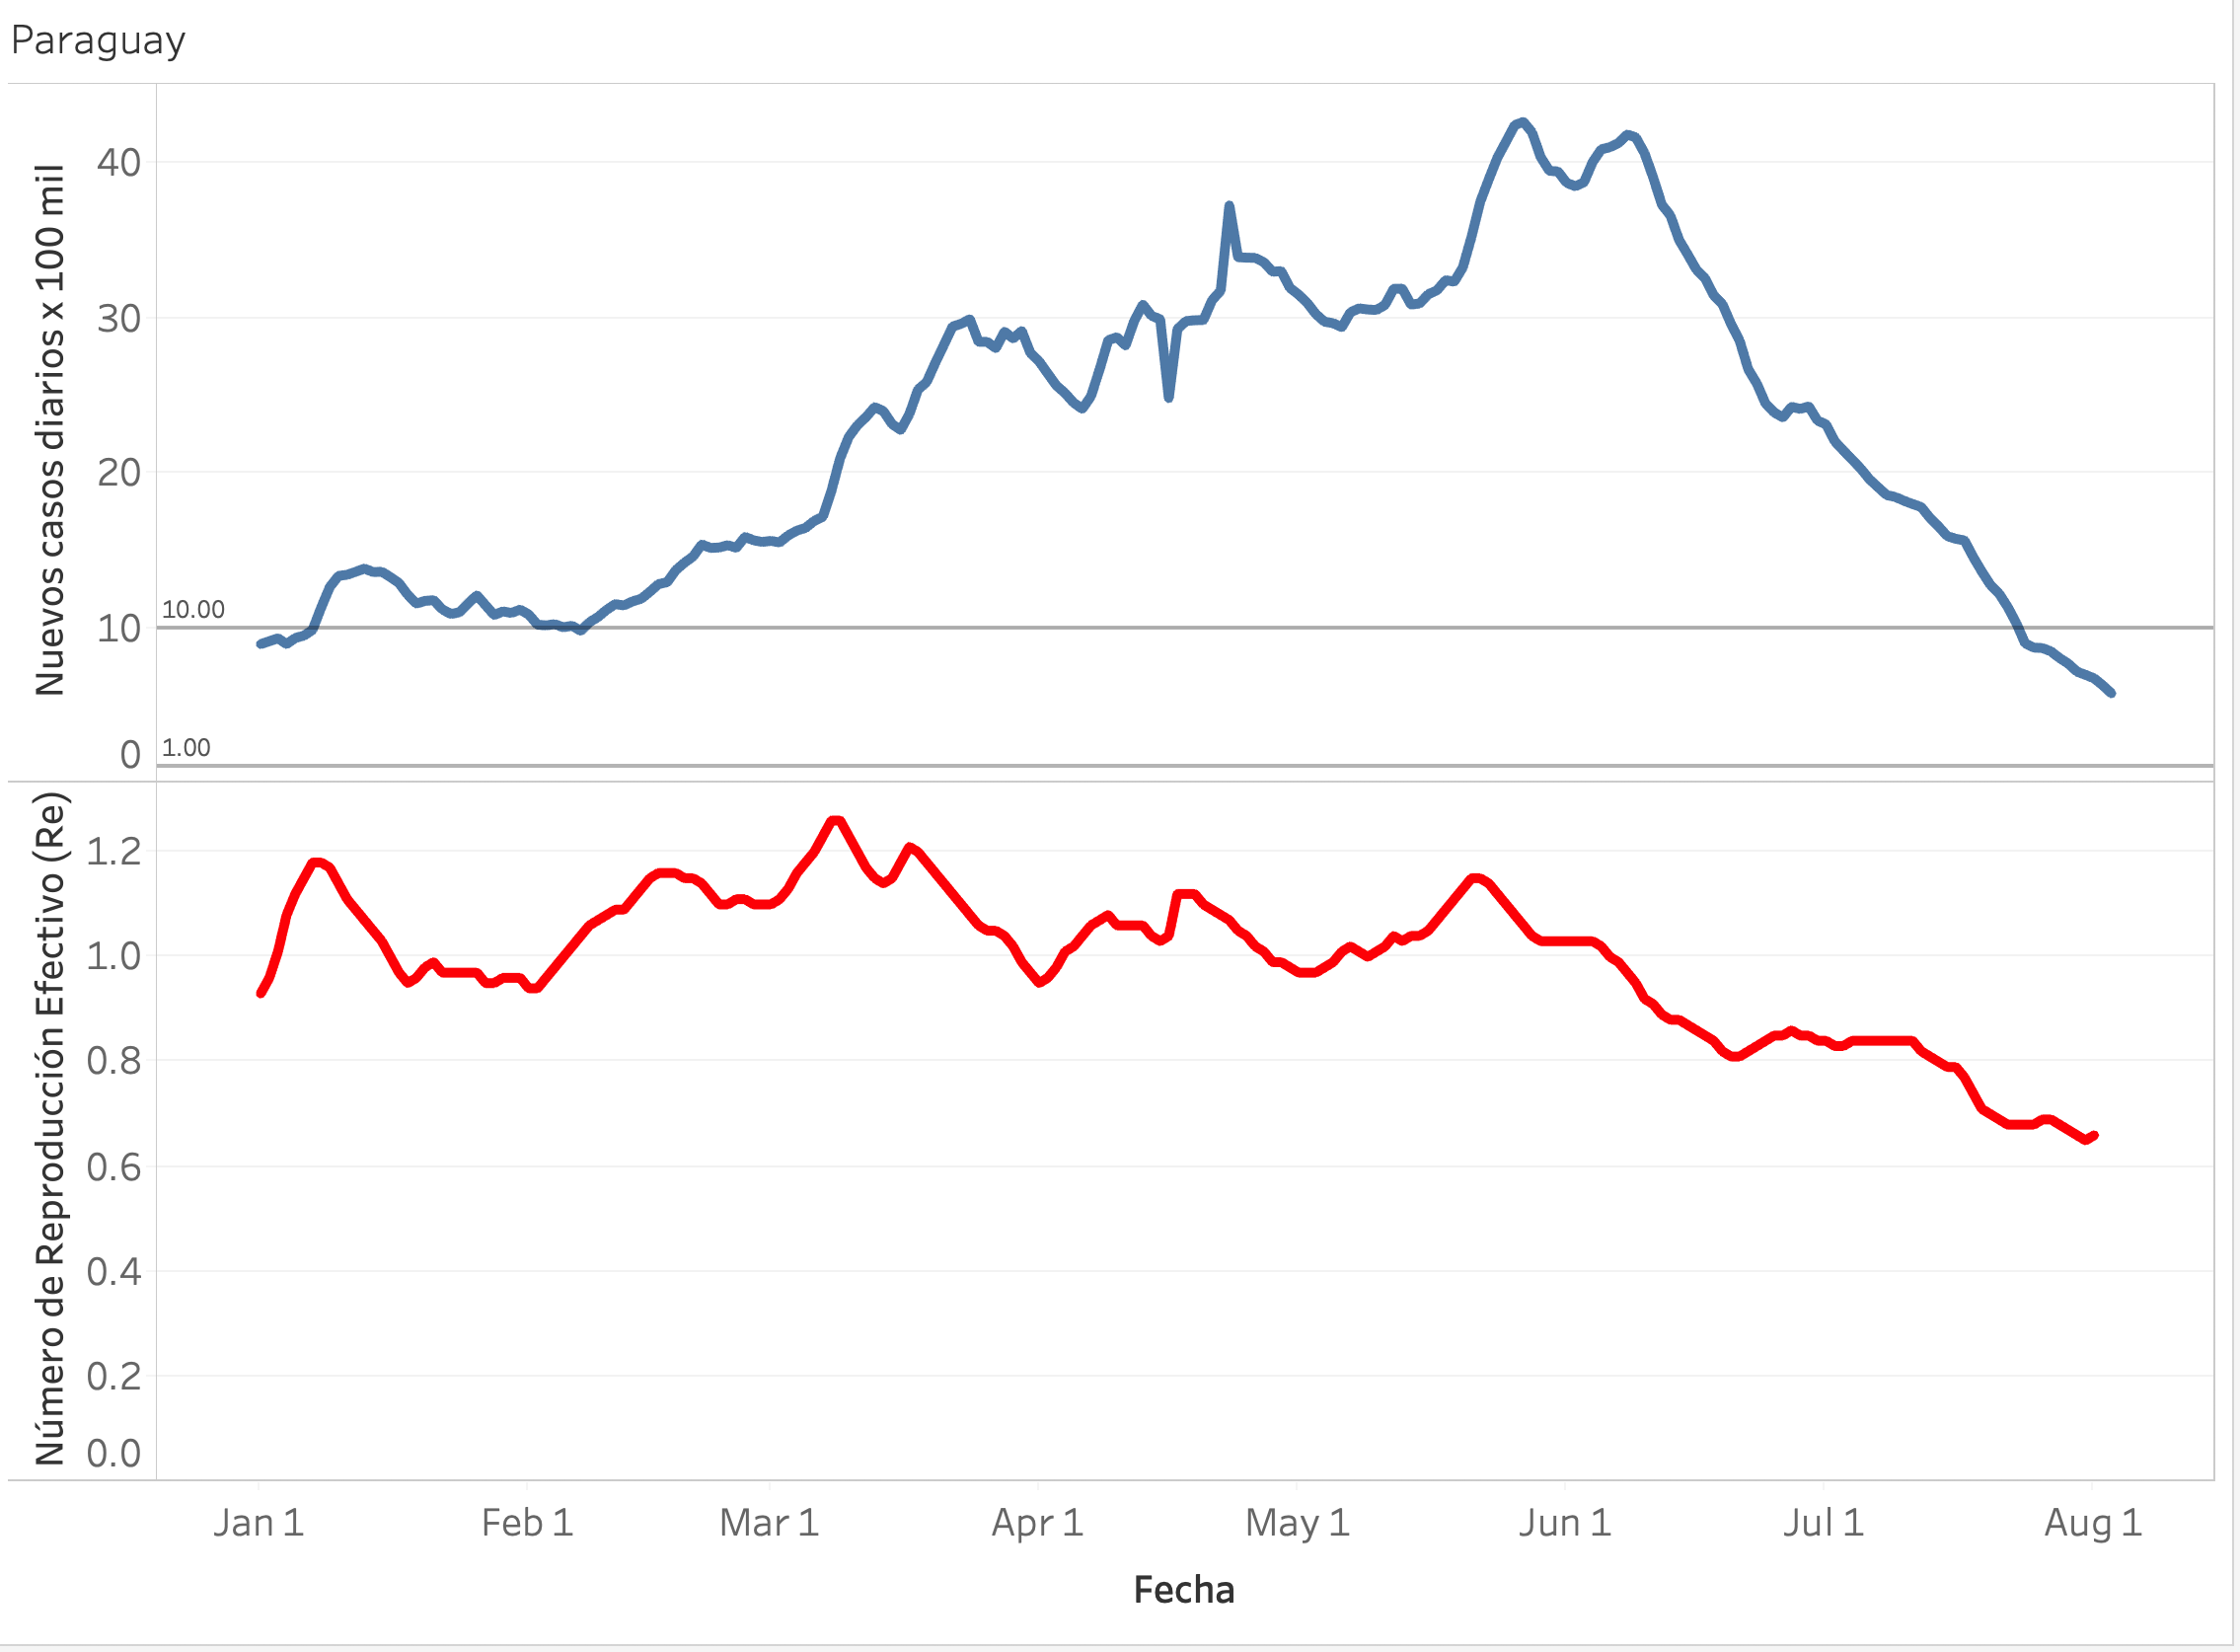 Paraguay
Nuevos casos diarios x 100 mil
40
30
20
10
0
10.00
1.00
Número de Reproducción Efectivo (Re)
1.2
1.0
0.8
0.6
0.4
0.2
0.0
Jan 1 Feb 1 Mar 1 Apr 1 May 1 Jun 1 Jul 1 Aug 1
Fecha